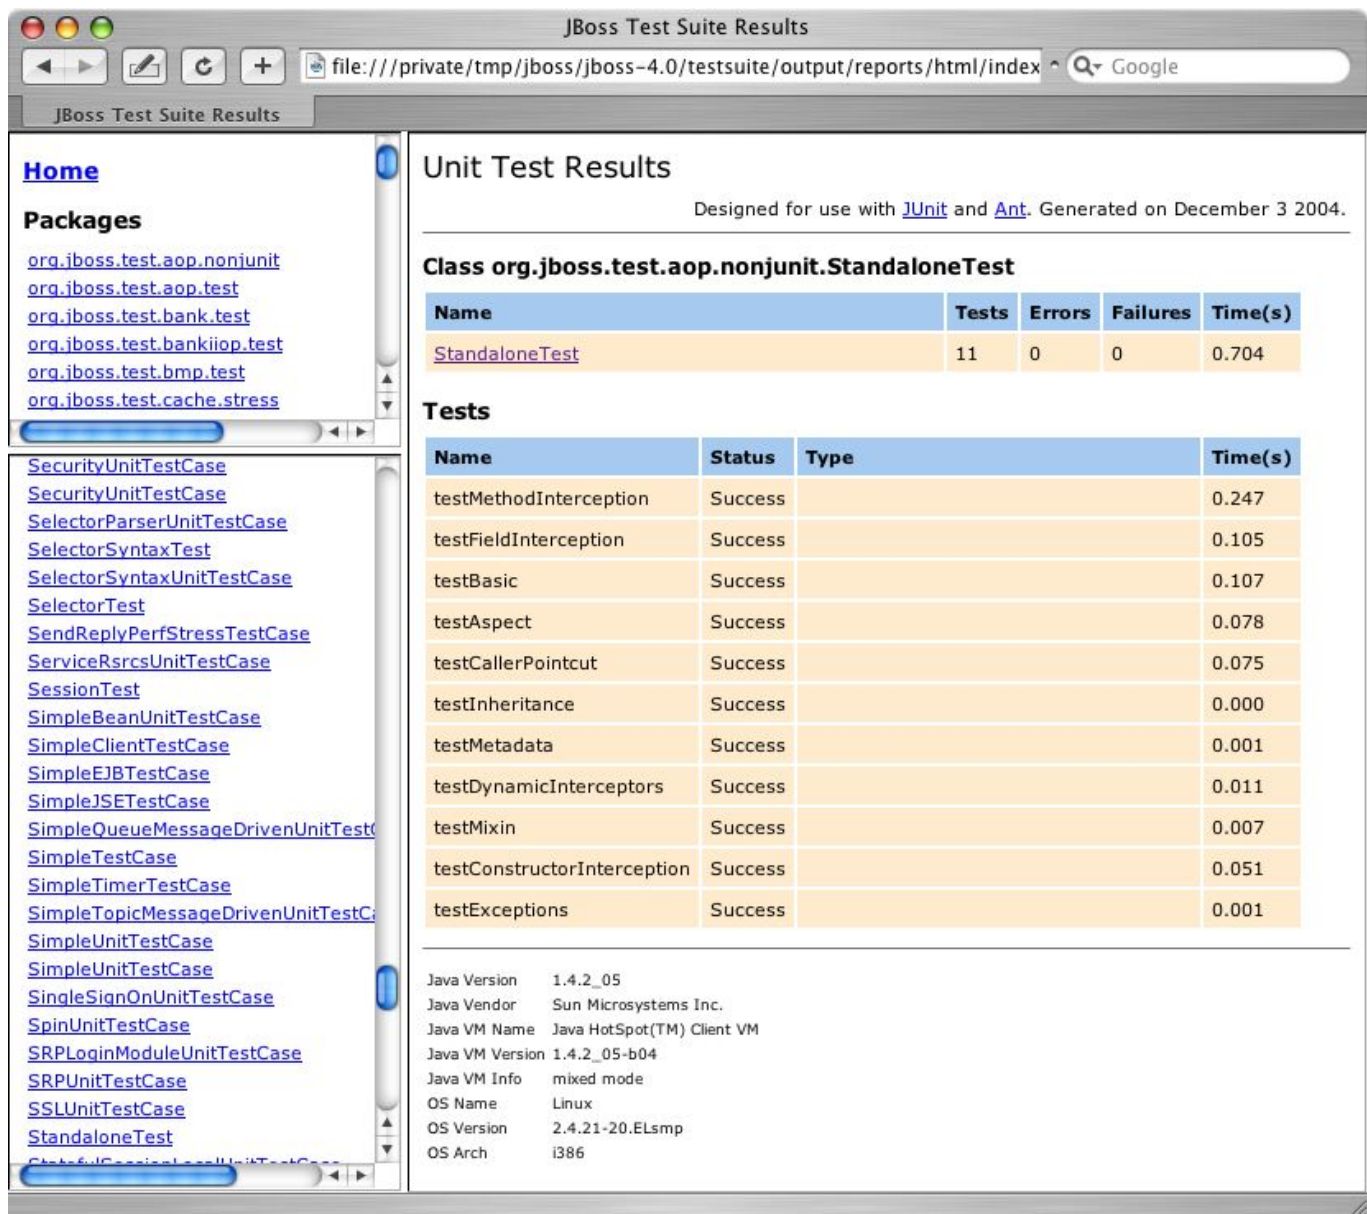 JBoss Test Suite Results
file:///private/tmp/jboss/jboss-4.0/testsuite/output/reports/html/index
Google
JBoss Test Suite Results
Home
Packages
org.jboss.test.aop.nonjunit
org.jboss.test.aop.test
org.jboss.test.bank.test
org.jboss.test.bankiiop.test
org.jboss.test.bmp.test
org.jboss.test.cache.stress
SecurityUnitTestCase
SecurityUnitTestCase
SelectorParserUnitTestCase
SelectorSyntaxTest
SelectorSyntaxUnitTestCase
SelectorTest
SendReplyPerfStressTestCase
ServiceRsrcsUnitTestCase
SessionTest
SimpleBeanUnitTestCase
SimpleClientTestCase
SimpleEJBTestCase
SimpleJSETestCase
SimpleQueueMessageDrivenUnitTest
SimpleTestCase
SimpleTimerTestCase
SimpleTopicMessageDrivenUnitTestCa
SimpleUnitTestCase
SimpleUnitTestCase
SingleSignOnUnitTestCase
SpinUnitTestCase
SRPLoginModuleUnitTestCase
SRPUnitTestCase
SSLUnitTestCase
StandaloneTest
StatefulSessionLocalUnitTestCase
Unit Test Results
Designed for use with JUnit and Ant. Generated on December 3 2004.
Class org.jboss.test.aop.nonjunit.StandaloneTest
Name Tests Errors Failures Time(s)
StandaloneTest 11 0 0 0.704
Tests
Name Status Type Time(s)
testMethodInterception Success 0.247
testFieldInterception Success 0.105
testBasic Success 0.107
testAspect Success 0.078
testCallerPointcut Success 0.075
testInheritance Success 0.000
testMetadata Success 0.001
testDynamicInterceptors Success 0.011
testMixin Success 0.007
testConstructorInterception Success 0.051
testExceptions Success 0.001
Java Version 1.4.2_05
Java Vendor Sun Microsystems Inc.
Java VM Name Java HotSpot(TM) Client VM
Java VM Version 1.4.2_05-b04
Java VM Info mixed mode
OS Name Linux
OS Version 2.4.21-20.ELsmp
OS Arch i386